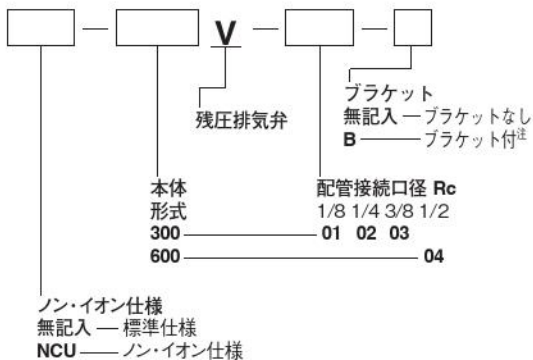 V
残圧排気弁
ブラケット
無記入 ブラケットなし
B ブラケット付注
本体
形式
300
600
配管接続口径 Rc
1/8 1/4 3/8 1/2
01 02 03
04
ノン・イオン仕様
無記入 標準仕様
NCU ノン・イオン仕様